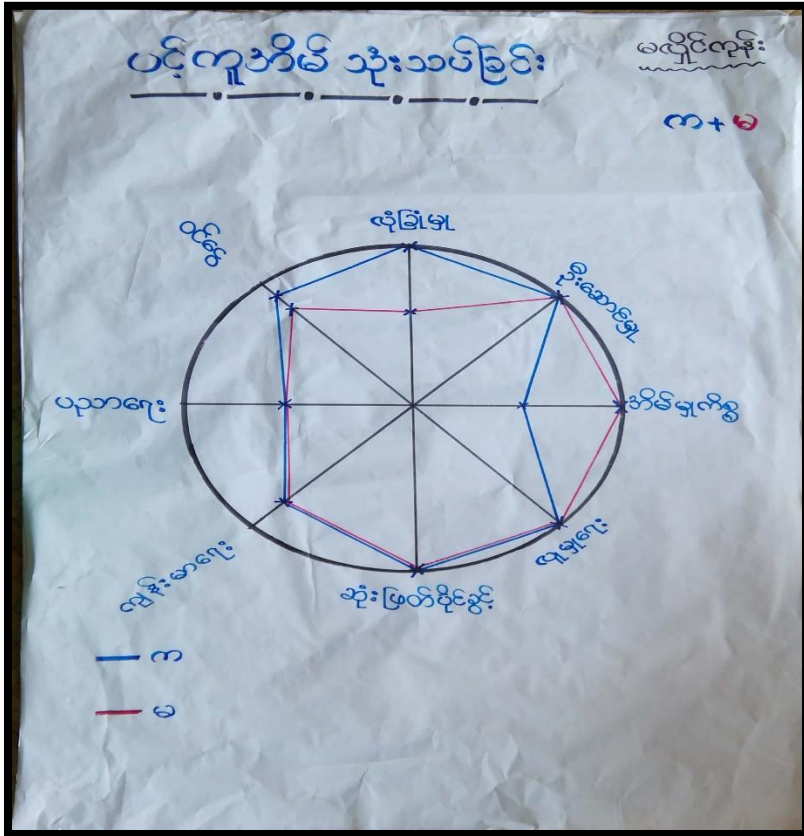 ပင့်ကူအိမ် သုံးသပ်ခြင်း
မလှိုင်ကုန်း
က + မ
လုံခြုံမှု
ဝင်ငွေ
ဦးဆောင်မှု
ပညာရေး
အိမ်မှုကိစ္စ
ကျန်းမာရေး
လူမှုရေး
ဆုံးဖြတ်ပိုင်ခွင့်
က
မ